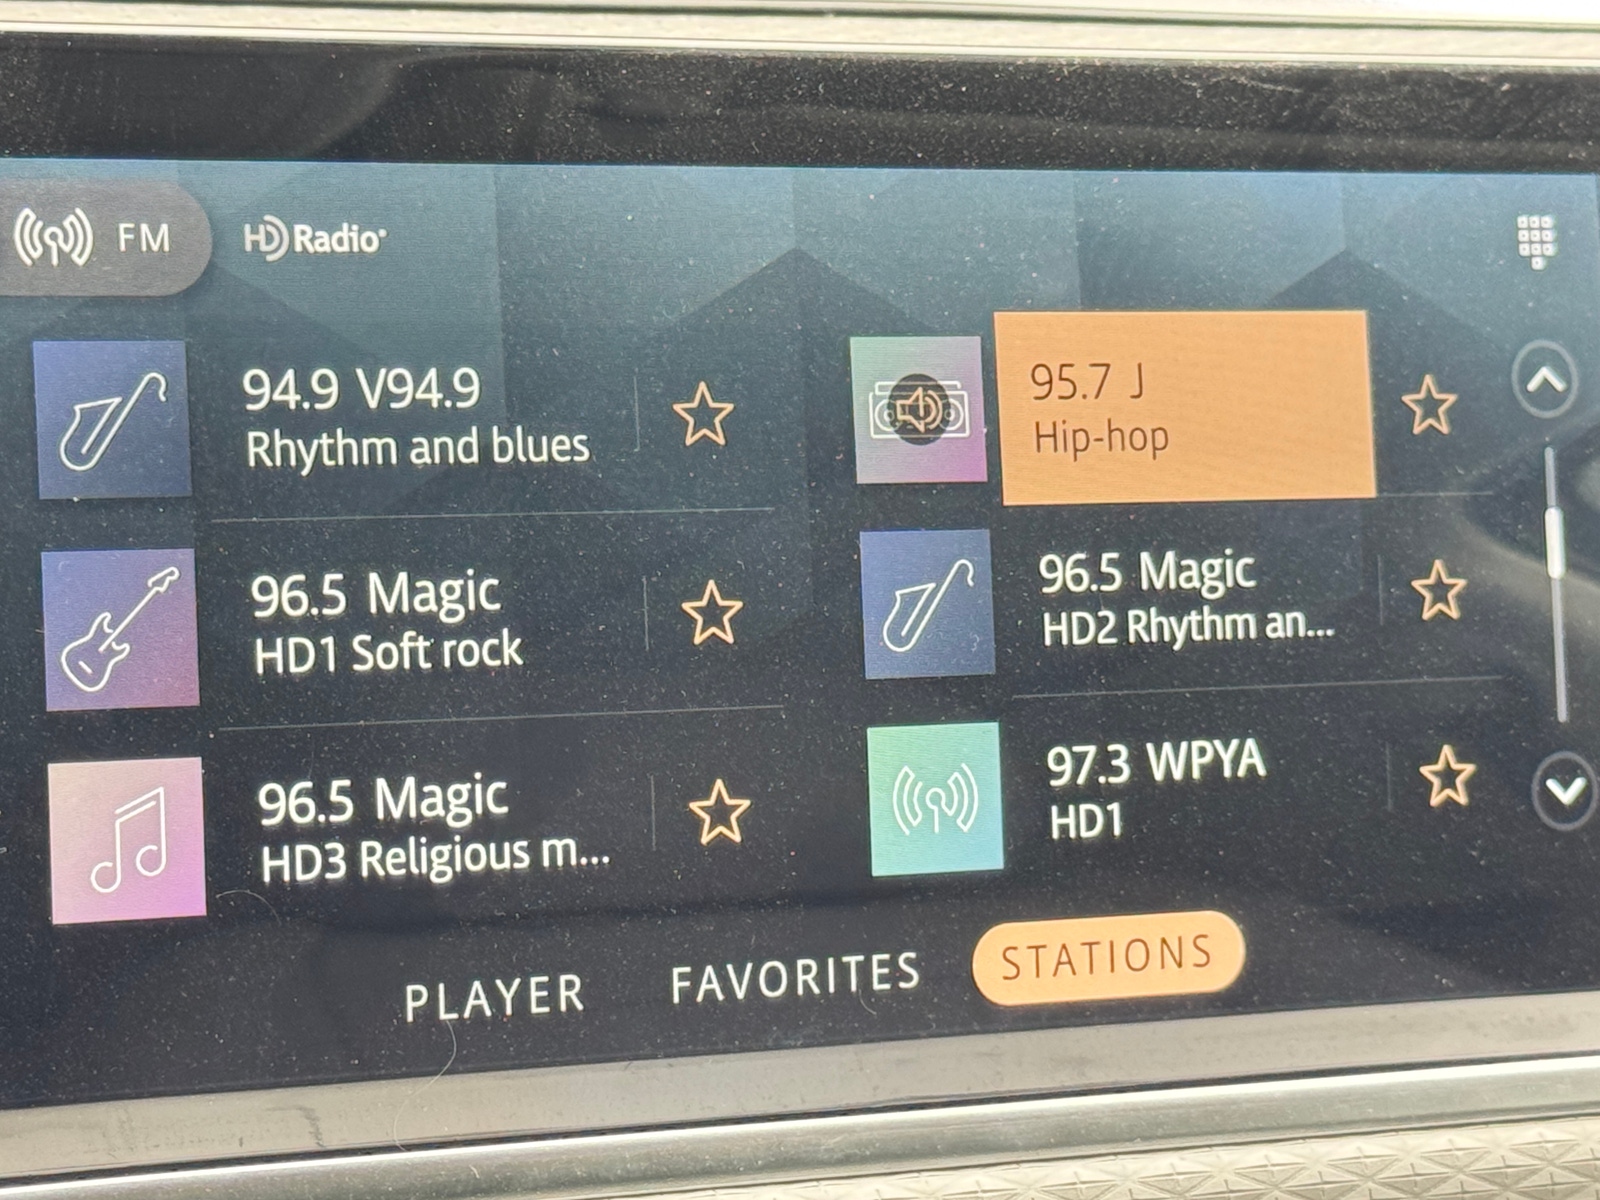 FM
HD Radio
94.9 V94.9
Rhythm and blues
95.7 J
Hip-hop
96.5 Magic
HD1 Soft rock
96.5 Magic
HD2 Rhythm an...
96.5 Magic
HD3 Religious m...
97.3 WPYA
HD1
PLAYER
FAVORITES
STATIONS